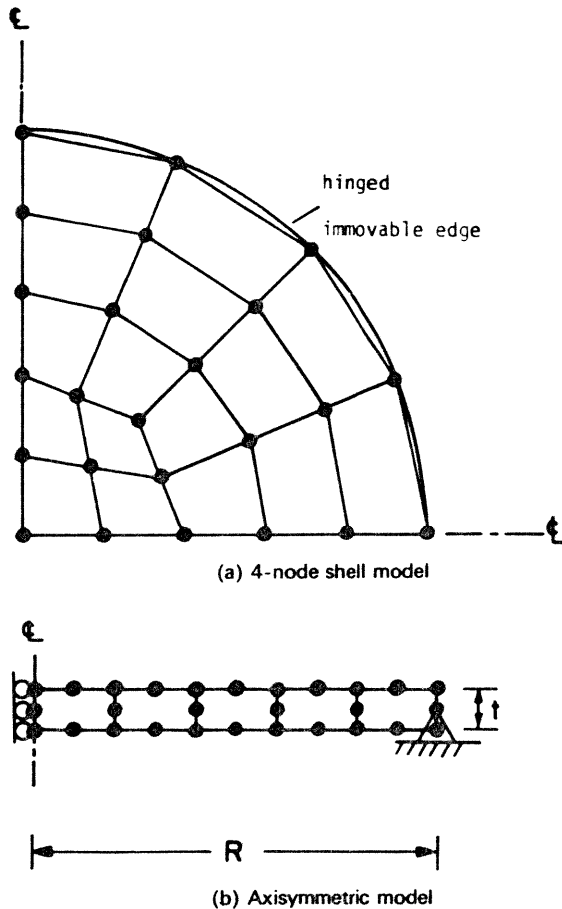 ℄
hinged
immovable edge
℄
(a) 4-node shell model
℄
t
R
(b) Axisymmetric model